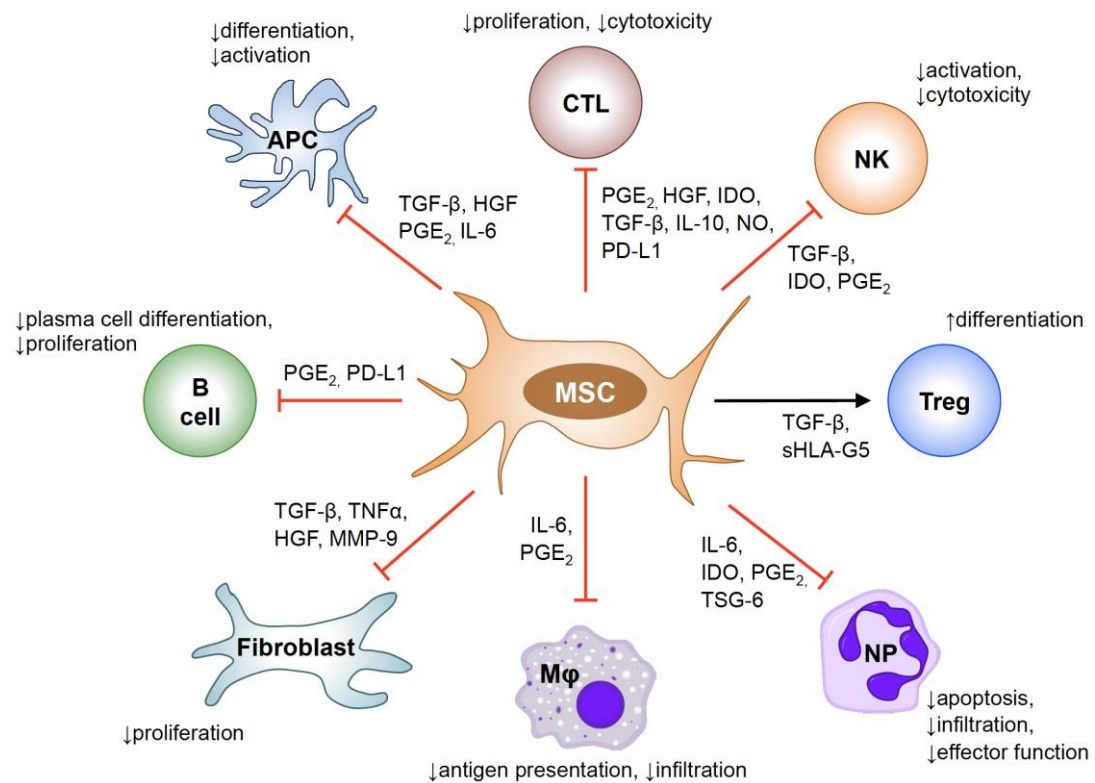 ↓differentiation,
↓activation
APC
TGF-β, HGF
PGE₂, IL-6
↓proliferation, ↓cytotoxicity
CTL
PGE₂, HGF, IDO,
TGF-β, IL-10, NO,
PD-L1
↓activation,
↓cytotoxicity
NK
TGF-β,
IDO, PGE₂
↓plasma cell differentiation,
↓proliferation
B
cell
PGE₂, PD-L1
MSC
↑differentiation
Treg
TGF-β,
sHLA-G5
TGF-β, TNFα,
HGF, MMP-9
Fibroblast
↓proliferation
IL-6,
PGE₂
Mφ
↓antigen presentation, ↓infiltration
IL-6,
IDO, PGE₂,
TSG-6
NP
↓apoptosis,
↓infiltration,
↓effector function